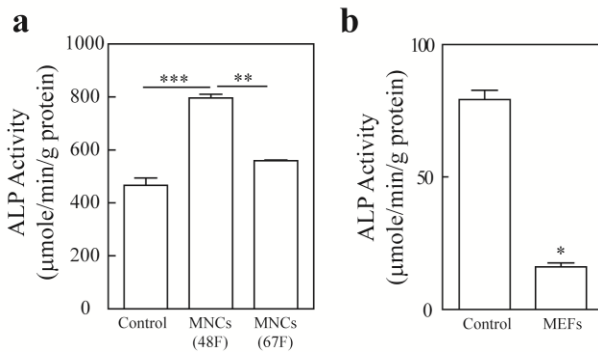 a
ALP Activity
(μmole/min/g protein)
1000
800
600
400
200
0
***
**
Control
MNCs
(48F)
MNCs
(67F)
b
ALP Activity
(μmole/min/g protein)
100
50
0
*
Control
MEFs